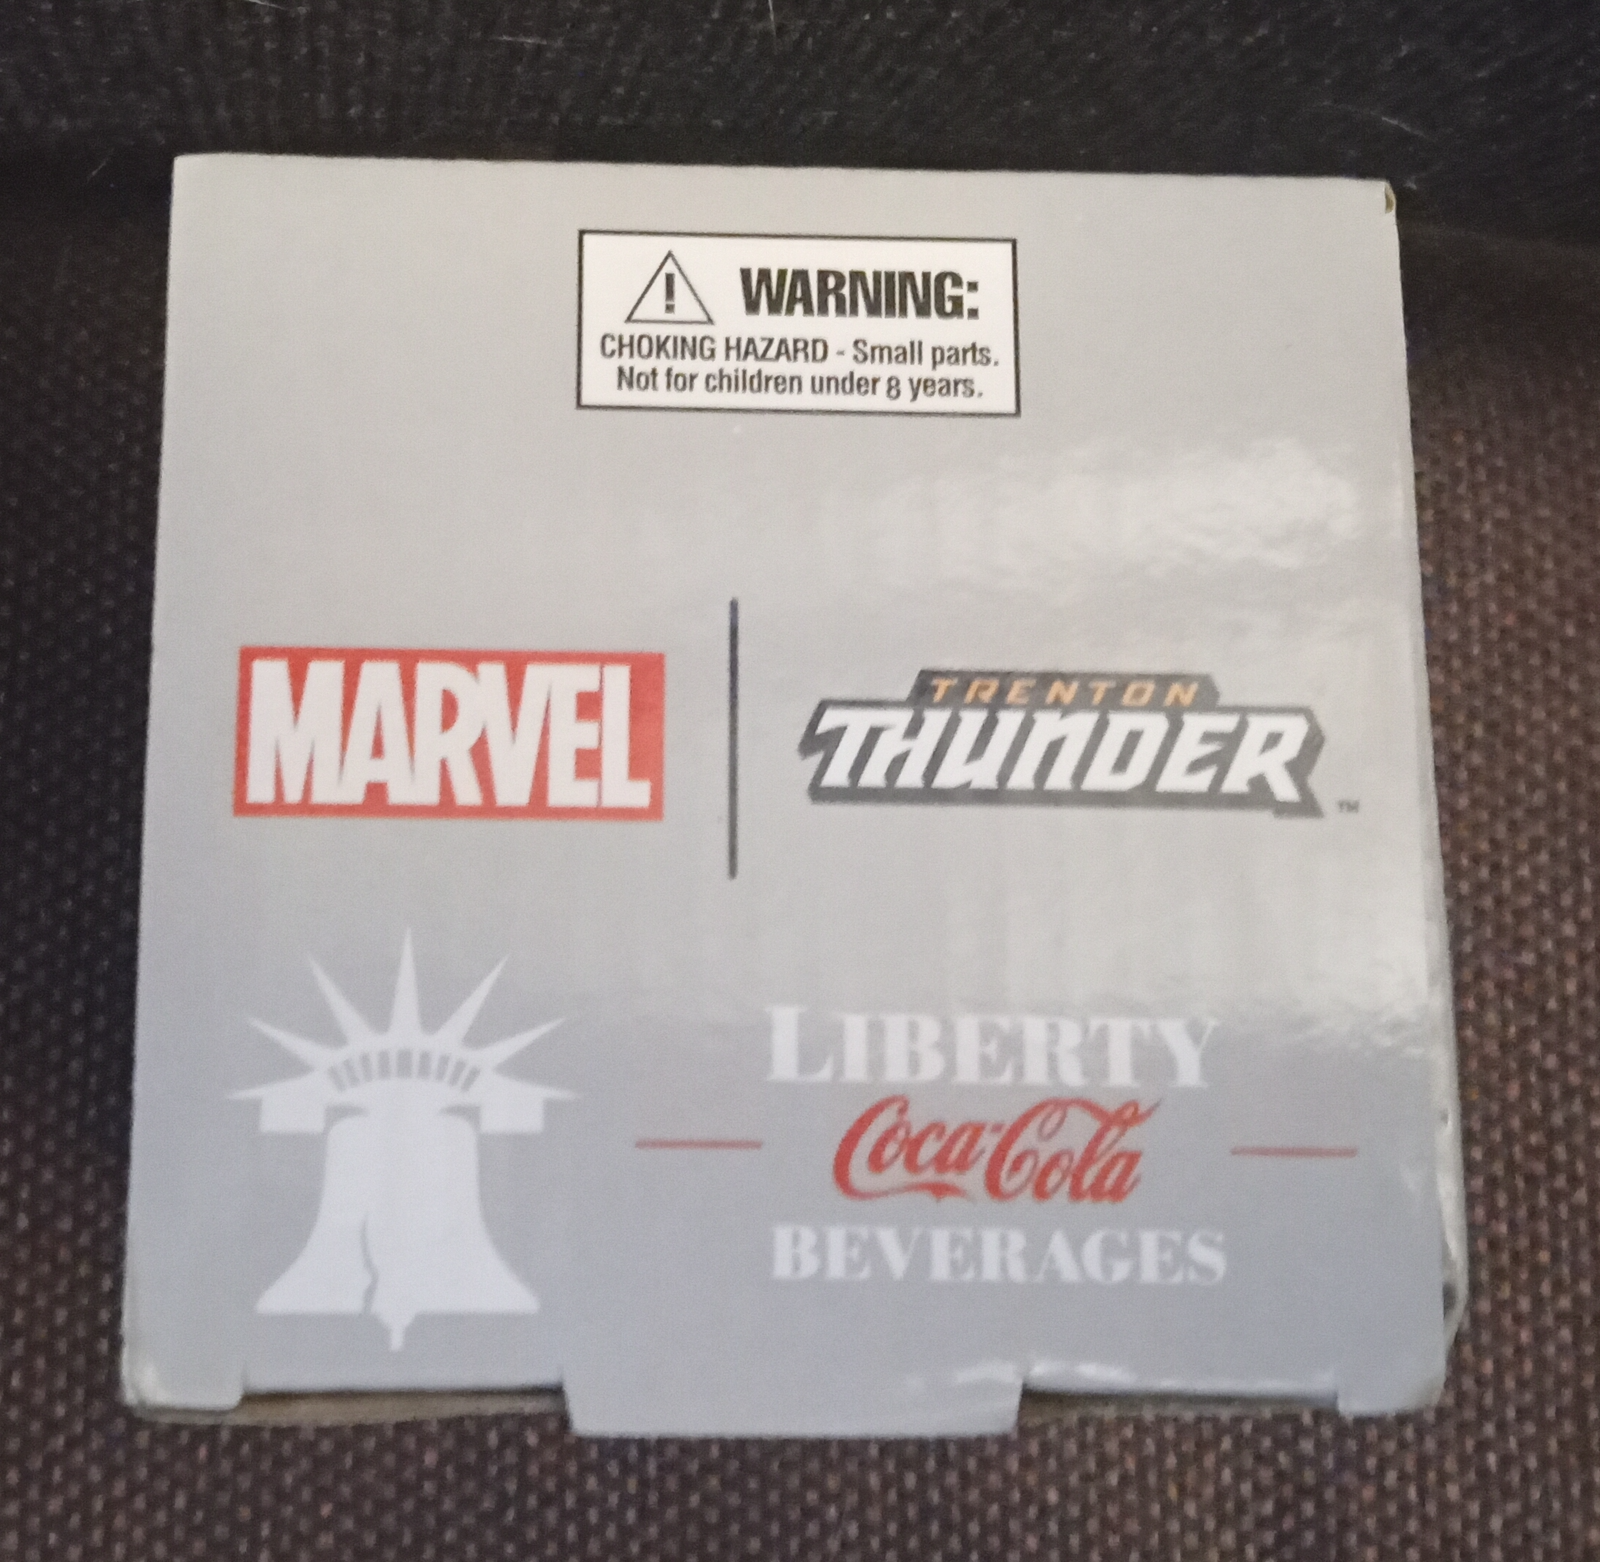 WARNING:
CHOKING HAZARD - Small parts.
Not for children under 8 years.
MARVEL
TRENTON
THUNDER
TM
LIBERTY
Coca-Cola
BEVERAGES